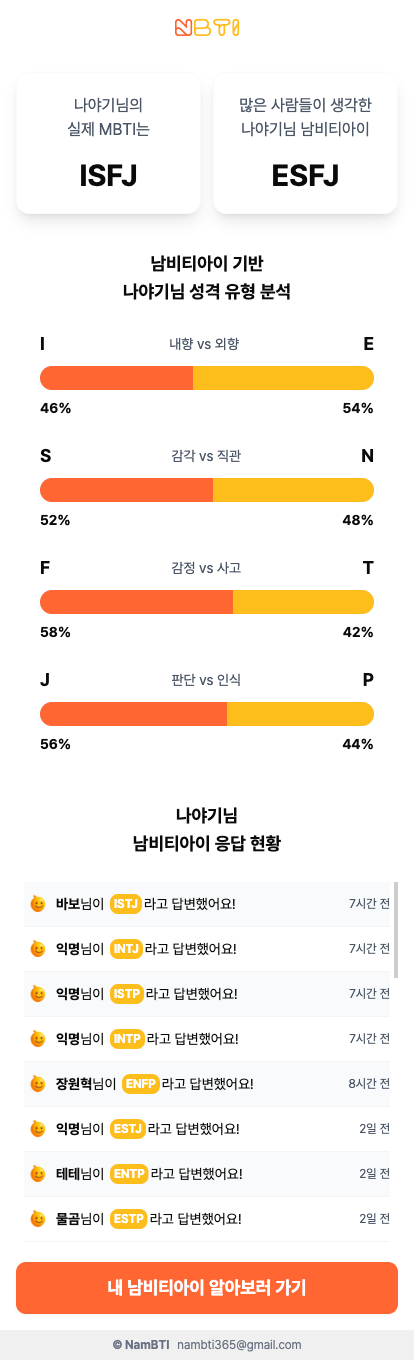 NBTI
나야기님의
실제 MBTI는
ISFJ
많은 사람들이 생각한
나야기님 남비티아이
ESFJ
남비티아이 기반
나야기님 성격 유형 분석
I 내향 vs 외향 E
46% 54%
S 감각 vs 직관 N
52% 48%
F 감정 vs 사고 T
58% 42%
J 판단 vs 인식 P
56% 44%
나야기님
남비티아이 응답 현황
바보님이 ISTJ 라고 답변했어요! 7시간 전
익명님이 INTJ 라고 답변했어요! 7시간 전
익명님이 ISTP 라고 답변했어요! 7시간 전
익명님이 INTP 라고 답변했어요! 7시간 전
장원혁님이 ENFP 라고 답변했어요! 8시간 전
익명님이 ESTJ 라고 답변했어요! 2일 전
테테님이 ENTP 라고 답변했어요! 2일 전
물곰님이 ESTP 라고 답변했어요! 2일 전
내 남비티아이 알아보러 가기
© NamBTI nambti365@gmail.com